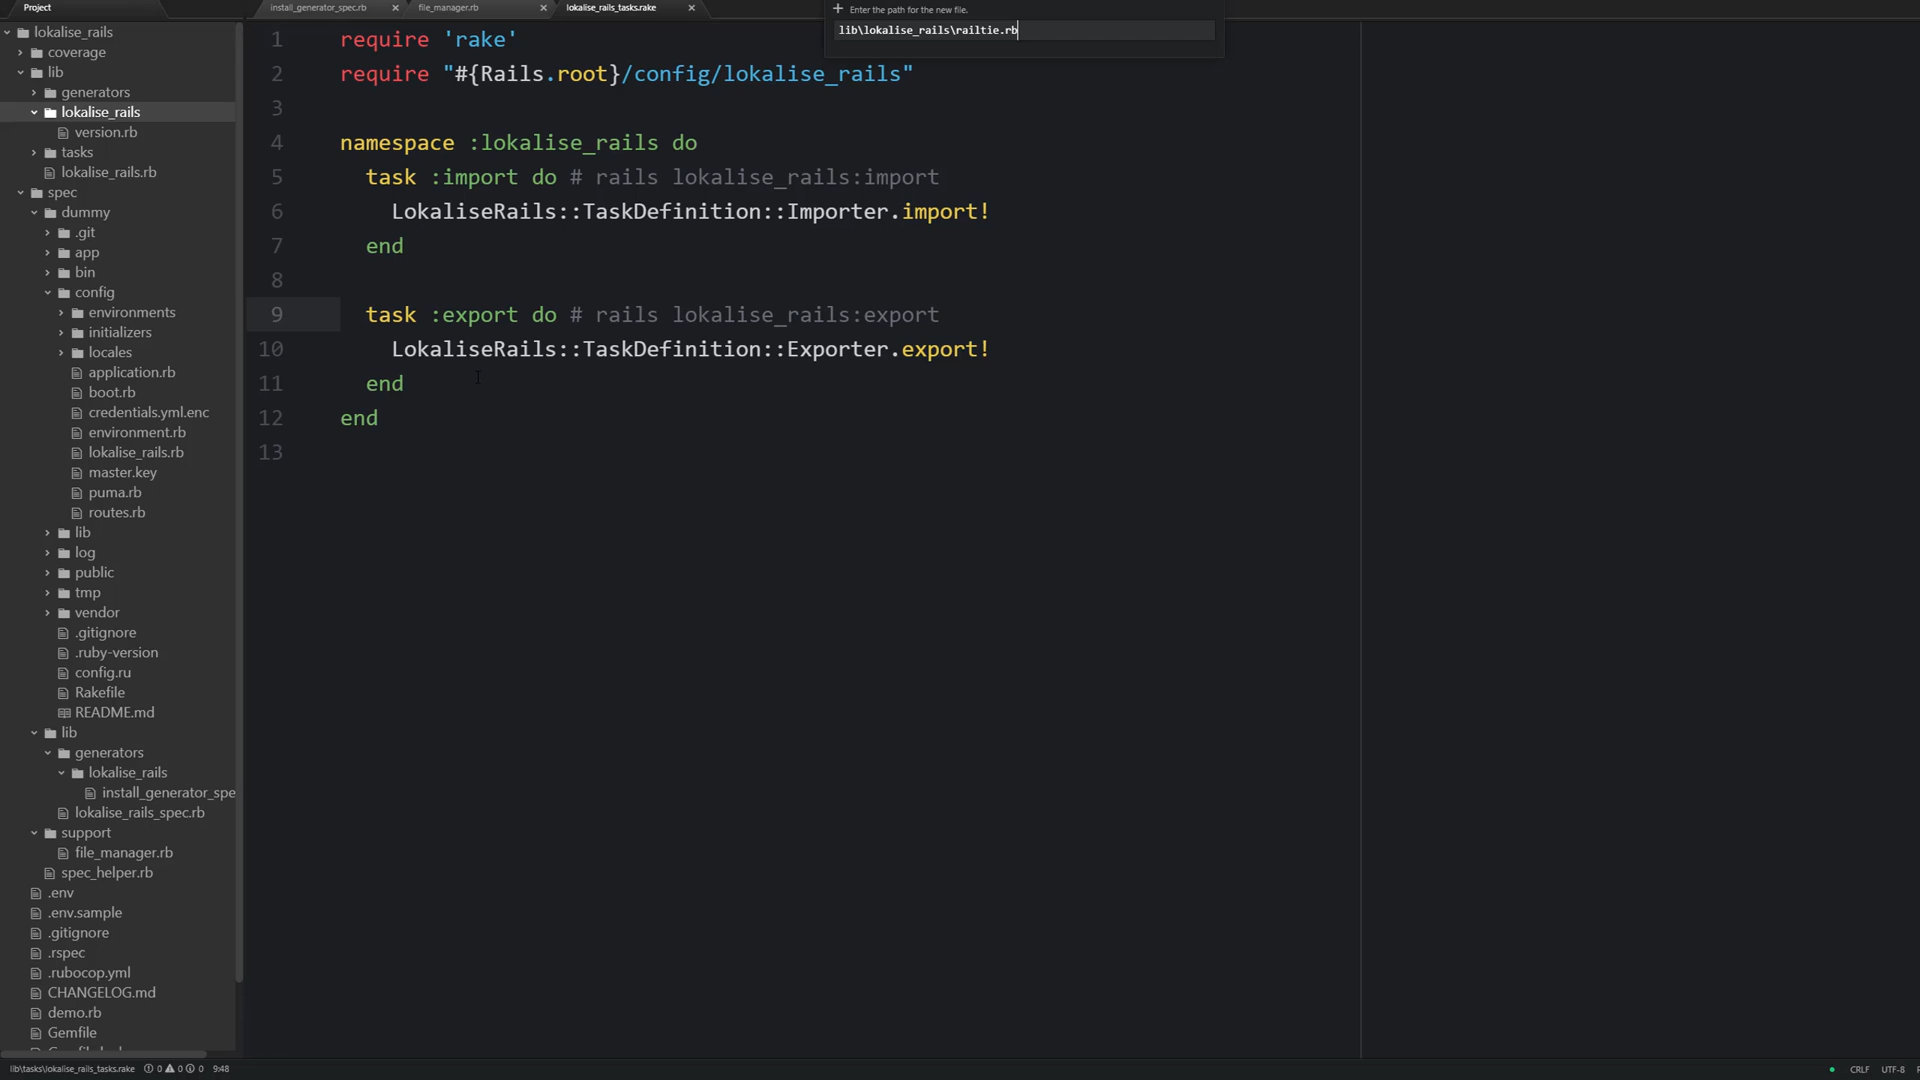 Project
install_generator_spec.rb
file_manager.rb
lokalise_rails_tasks.rake
Enter the path for the new file.
lib\lokalise_rails\railtie.rb
lokalise_rails
coverage
lib
generators
lokalise_rails
version.rb
tasks
lokalise_rails.rb
spec
dummy
.git
app
bin
config
environments
initializers
locales
application.rb
boot.rb
credentials.yml.enc
environment.rb
lokalise_rails.rb
master.key
puma.rb
routes.rb
lib
log
public
tmp
vendor
.gitignore
.ruby-version
config.ru
Rakefile
README.md
lib
generators
lokalise_rails
install_generator_spe
lokalise_rails_spec.rb
support
file_manager.rb
spec_helper.rb
.env
.env.sample
.gitignore
.rspec
.rubocop.yml
CHANGELOG.md
demo.rb
Gemfile
1 require 'rake'
2 require "#{Rails.root}/config/lokalise_rails"
3
4 namespace :lokalise_rails do
5 task :import do # rails lokalise_rails:import
6 LokaliseRails::TaskDefinition::Importer.import!
7 end
8
9 task :export do # rails lokalise_rails:export
10 LokaliseRails::TaskDefinition::Exporter.export!
11 end
12 end
13
lib\tasks\lokalise_rails_tasks.rake 0 0 0 9:48
CRLF UTF-8